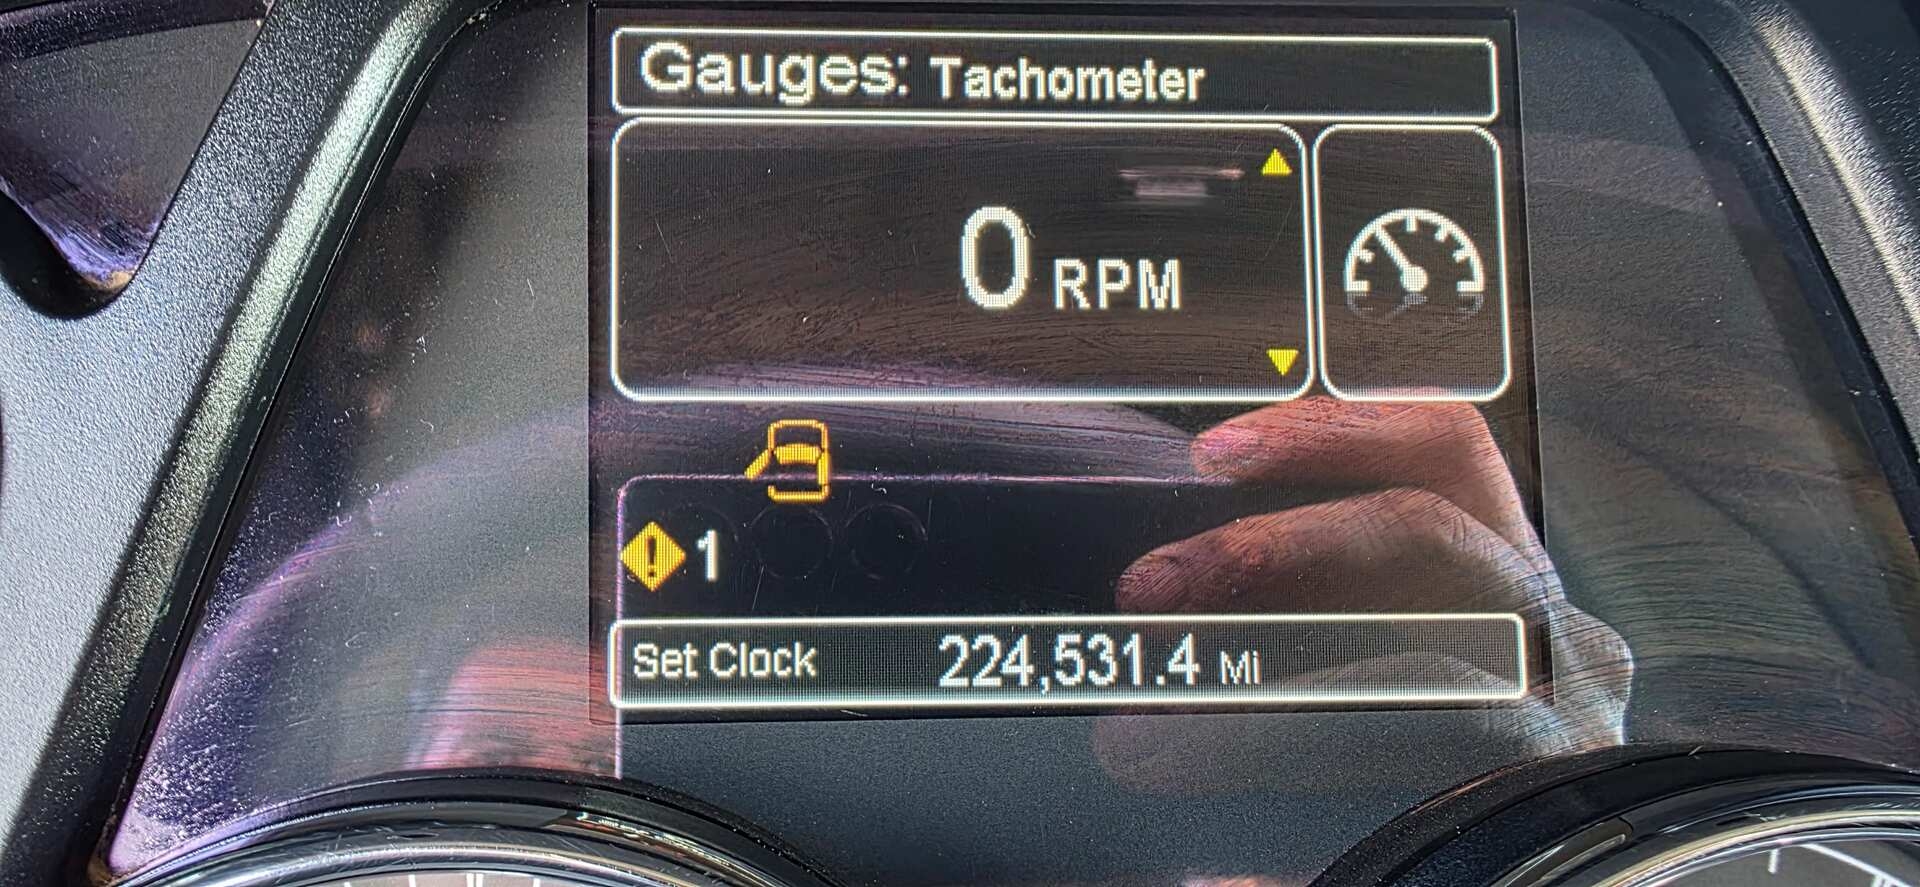 Gauges: Tachometer
0 RPM
! 1
Set Clock 224,531.4 Mi